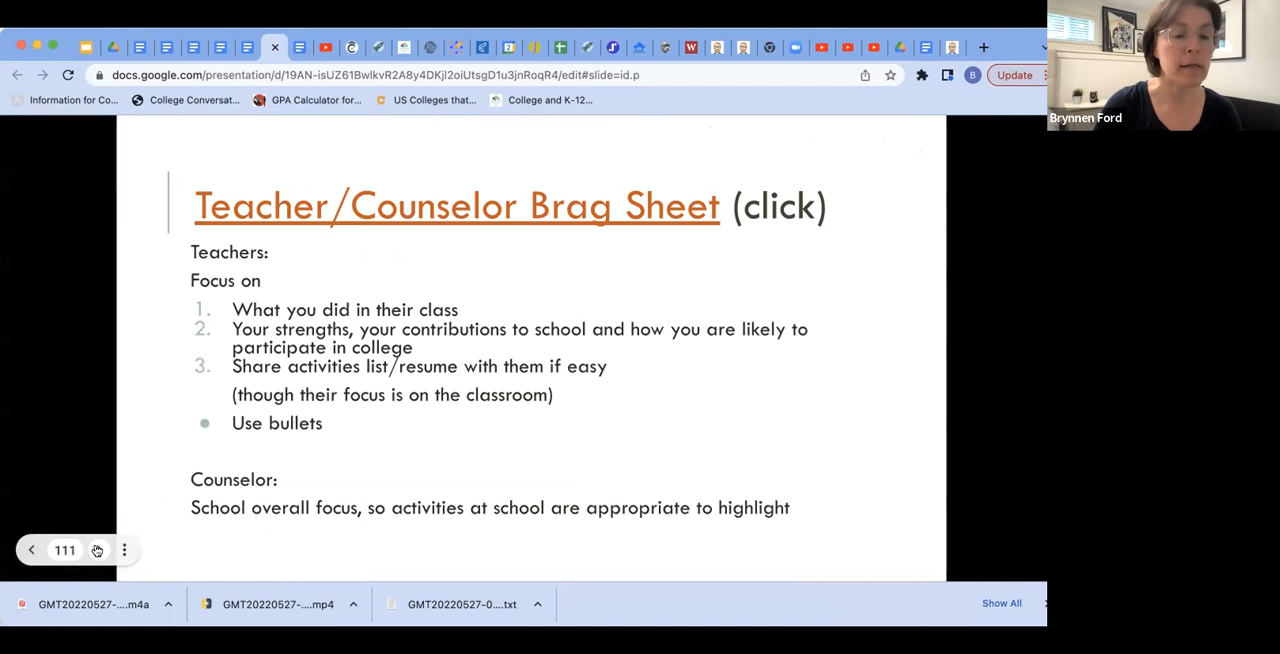 docs.google.com/presentation/d/19AN-isUZ61BwlkvR2A8y4DKjl2oiUtsgD1u3jnRoqR4/edit#slide=id.p
B
Update
Information for Co...
College Conversat...
GPA Calculator for...
US Colleges that...
College and K-12...
Brynnen Ford
Teacher/Counselor Brag Sheet (click)
Teachers:
Focus on
1. What you did in their class
2. Your strengths, your contributions to school and how you are likely to
participate in college
3. Share activities list/resume with them if easy
(though their focus is on the classroom)
Use bullets
Counselor:
School overall focus, so activities at school are appropriate to highlight
111
GMT20220527-....m4a
GMT20220527-....mp4
GMT20220527-0....txt
Show All